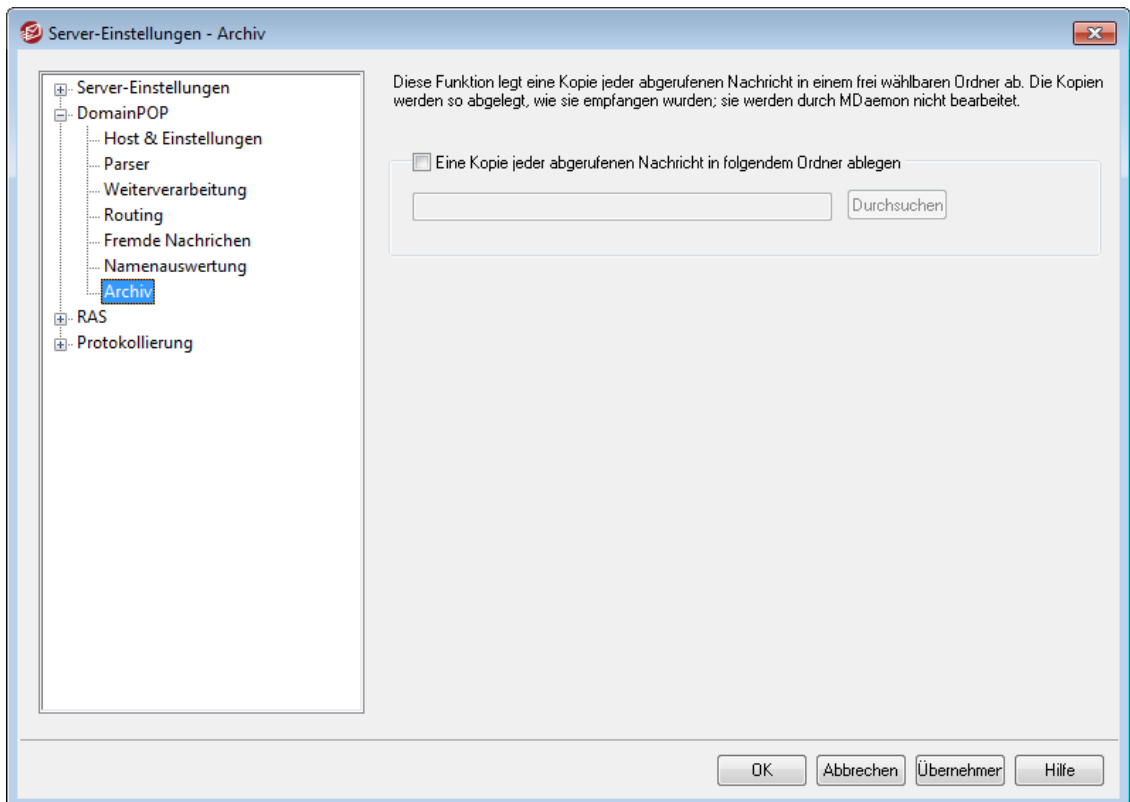 Server-Einstellungen - Archiv
Server-Einstellungen
DomainPOP
Host & Einstellungen
Parser
Weiterverarbeitung
Routing
Fremde Nachrichen
Namenauswertung
Archiv
RAS
Protokollierung
Diese Funktion legt eine Kopie jeder abgerufenen Nachricht in einem frei wählbaren Ordner ab. Die Kopien
werden so abgelegt, wie sie empfangen wurden; sie werden durch MDaemon nicht bearbeitet.
Eine Kopie jeder abgerufenen Nachricht in folgendem Ordner ablegen
Durchsuchen
OK
Abbrechen
Übernehmer
Hilfe